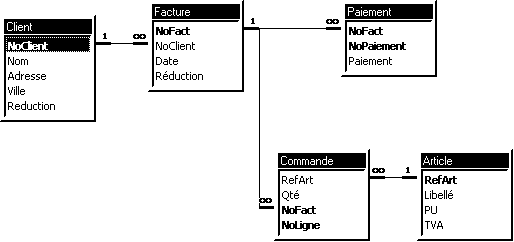 Client
NoClient
Nom
Adresse
Ville
Reduction
1
∞
Facture
NoFact
NoClient
Date
Réduction
1
∞
Paiement
NoFact
NoPaiement
Paiement
∞
Commande
RefArt
Qté
NoFact
NoLigne
∞
1
Article
RefArt
Libellé
PU
TVA